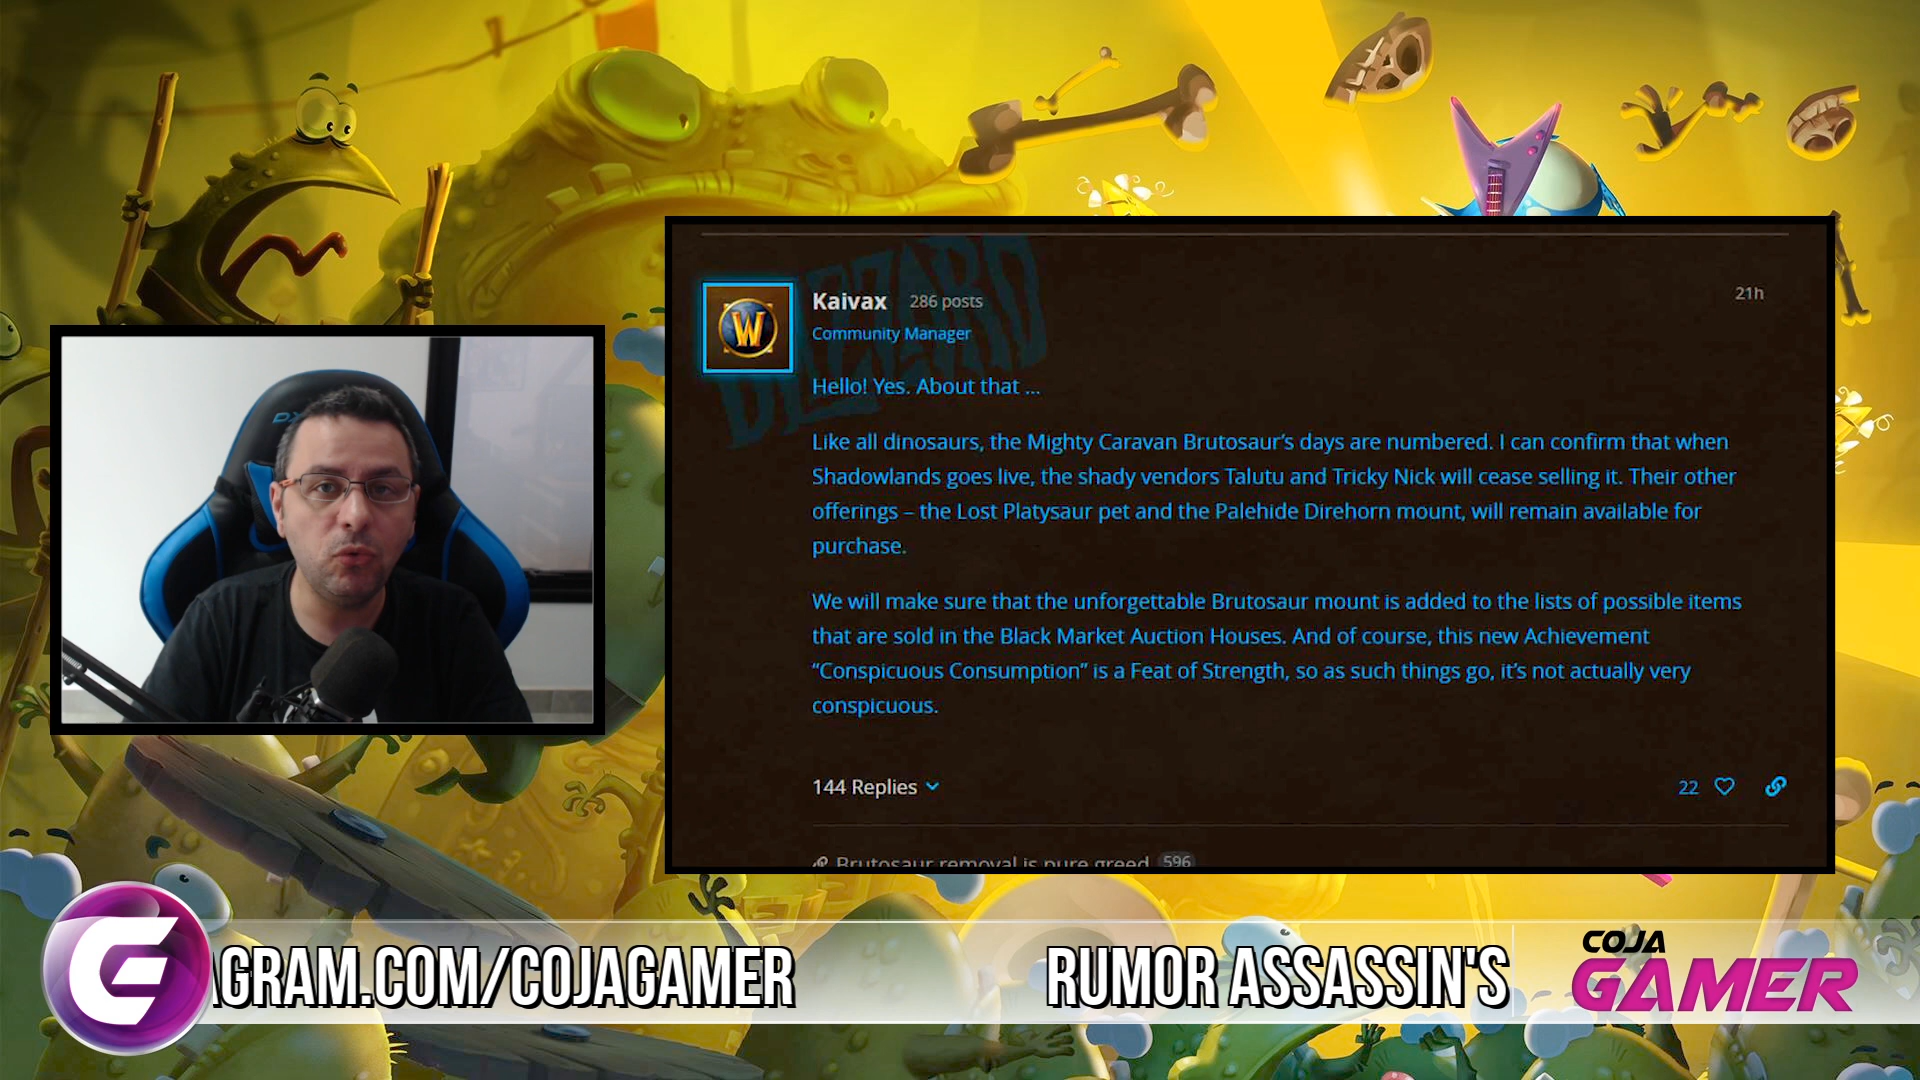 BLIZZARD
Kaivax 286 posts 21h
Community Manager
Hello! Yes. About that ...
Like all dinosaurs, the Mighty Caravan Brutosaur’s days are numbered. I can confirm that when
Shadowlands goes live, the shady vendors Talutu and Tricky Nick will cease selling it. Their other
offerings – the Lost Platysaur pet and the Palehide Direhorn mount, will remain available for
purchase.
We will make sure that the unforgettable Brutosaur mount is added to the lists of possible items
that are sold in the Black Market Auction Houses. And of course, this new Achievement
“Conspicuous Consumption” is a Feat of Strength, so as such things go, it’s not actually very
conspicuous.
144 Replies 22
Brutosaur removal is pure greed 596
AGRAM.COM/COJAGAMER RUMOR ASSASSIN'S
COJA
GAMER